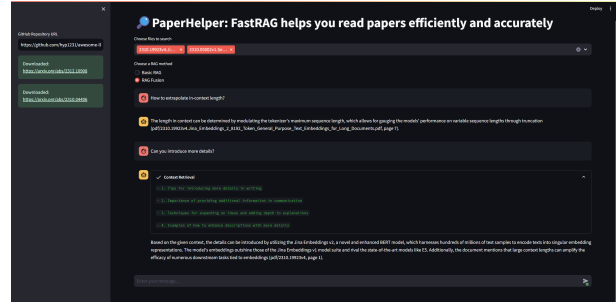 Deploy
GitHub Repository URL
https://github.com/hyp1231/awesome-ll
Downloaded:
https://arxiv.org/abs/2312.10909
Downloaded:
https://arxiv.org/abs/2310.04406
PaperHelper: FastRAG helps you read papers efficiently and accurately
Choose files to search
2310.19923v4.Ji...
Choose a RAG method
Basic RAG
RAG Fusion
How to extrapolate in-context length?
The length in context can be determined by modulating the tokenizer's maximum sequence length, which allows for gauging the models' performance on variable sequence lengths through truncation
(pdf/2310.19923v4.Jina_Embeddings_2_8192_Token_General_Purpose_Text_Embeddings_for_Long_Documents.pdf, page 7).
Can you introduce more details?
Context Retrieval
- 1. Tips for introducing more details in writing
- 2. Importance of providing additional information in communication
- 3. Techniques for expanding on ideas and adding depth to explanations
- 4. Examples of how to enhance descriptions with more details
Based on the given context, the details can be introduced by utilizing the Jina Embeddings v2, a novel and enhanced BERT model, which harnesses hundreds of millions of text samples to encode texts into singular embedding
representations. The model's embeddings outshine those of the Jina Embeddings v1 model suite and rival the state-of-the-art models like E5. Additionally, the document mentions that large context lengths can amplify the
efficacy of numerous downstream tasks tied to embeddings (pdf/2310.19923v4, page 1).
Enter your message...